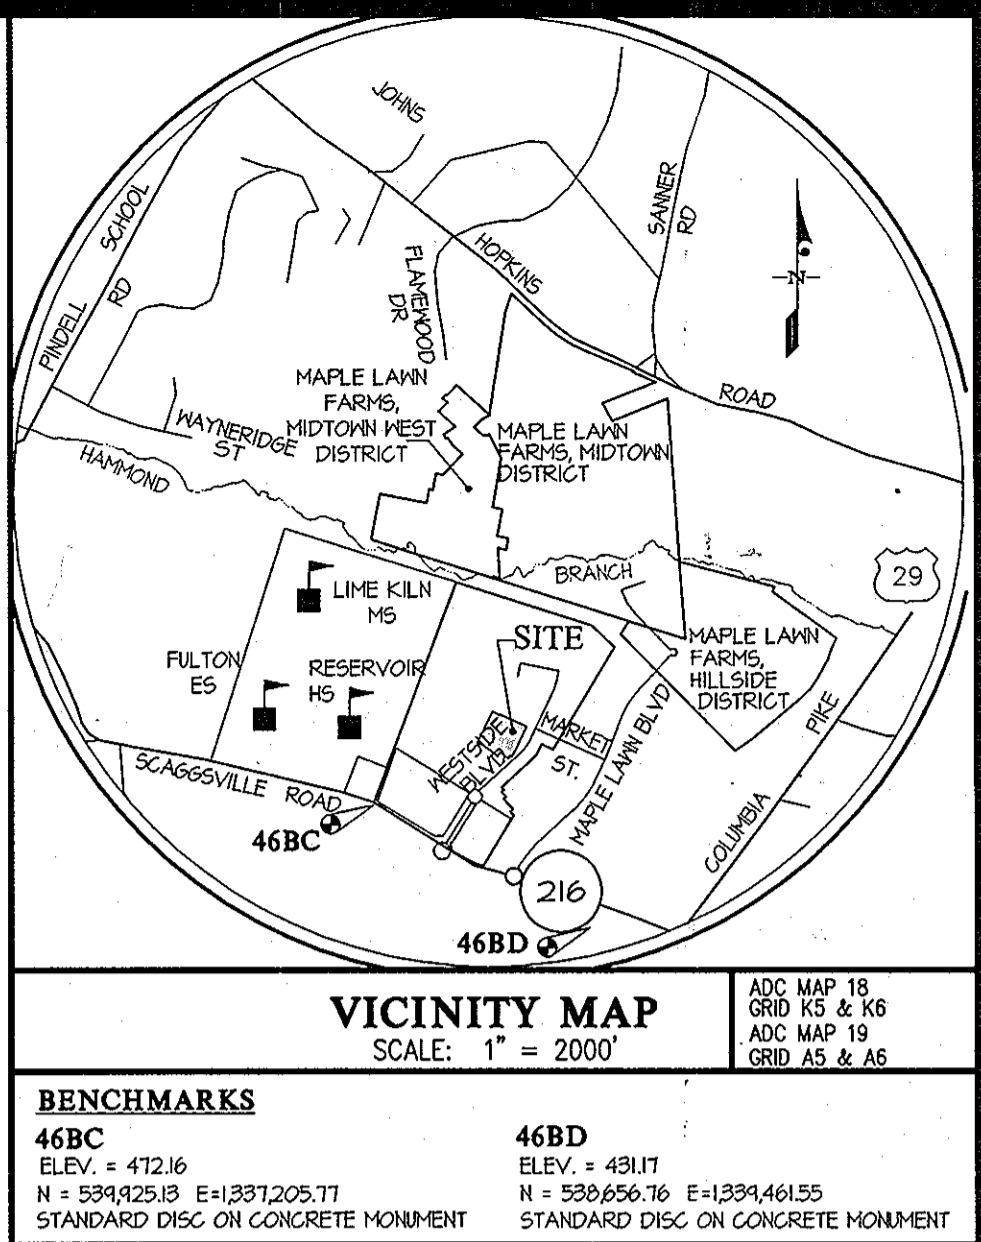 JOHNS
HOPKINS
ROAD
SANNER
RD
PINDELL
SCHOOL
RD
FLAMEWOOD
DR
N
WAYNERIDGE
ST
HAMMOND
BRANCH
MAPLE LAWN
FARMS,
MIDTOWN WEST
DISTRICT
MAPLE LAWN
FARMS, MIDTOWN
DISTRICT
29
LIME KILN
MS
FULTON
ES
RESERVOIR
HS
SITE
MAPLE LAWN
FARMS,
HILLSIDE
DISTRICT
WESTSIDE
BLVD
MARKET
ST.
MAPLE LAWN BLVD
COLUMBIA
PIKE
SCAGGSVILLE ROAD
46BC
216
46BD
VICINITY MAP
SCALE: 1" = 2000'
ADC MAP 18
GRID K5 & K6
ADC MAP 19
GRID A5 & A6
BENCHMARKS
46BC
ELEV. = 472.16
N = 539,925.13 E=1,337,205.77
STANDARD DISC ON CONCRETE MONUMENT
46BD
ELEV. = 431.17
N = 538,656.76 E=1,339,461.55
STANDARD DISC ON CONCRETE MONUMENT